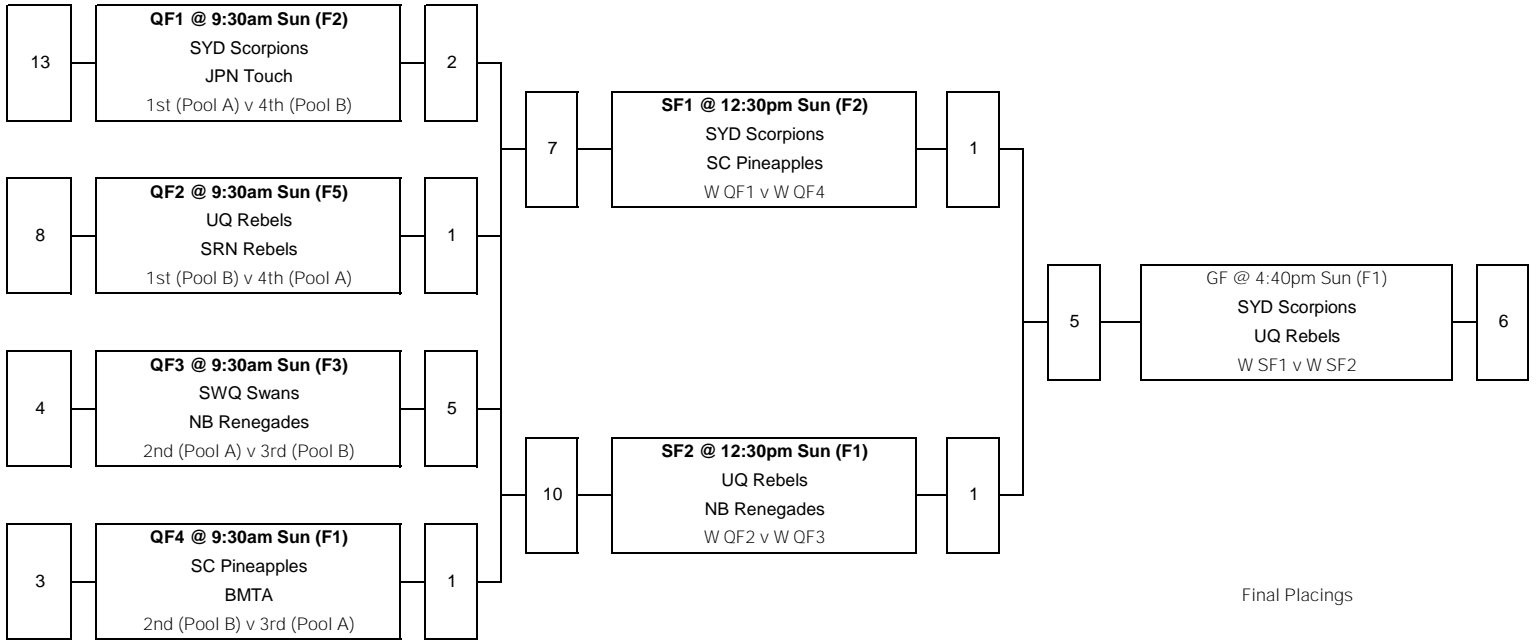 13
QF1 @ 9:30am Sun (F2)
SYD Scorpions
JPN Touch
1st (Pool A) v 4th (Pool B)
2
8
QF2 @ 9:30am Sun (F5)
UQ Rebels
SRN Rebels
1st (Pool B) v 4th (Pool A)
1
4
QF3 @ 9:30am Sun (F3)
SWQ Swans
NB Renegades
2nd (Pool A) v 3rd (Pool B)
5
3
QF4 @ 9:30am Sun (F1)
SC Pineapples
BMTA
2nd (Pool B) v 3rd (Pool A)
1
7
SF1 @ 12:30pm Sun (F2)
SYD Scorpions
SC Pineapples
W QF1 v W QF4
1
10
SF2 @ 12:30pm Sun (F1)
UQ Rebels
NB Renegades
W QF2 v W QF3
1
5
GF @ 4:40pm Sun (F1)
SYD Scorpions
UQ Rebels
W SF1 v W SF2
6
Final Placings